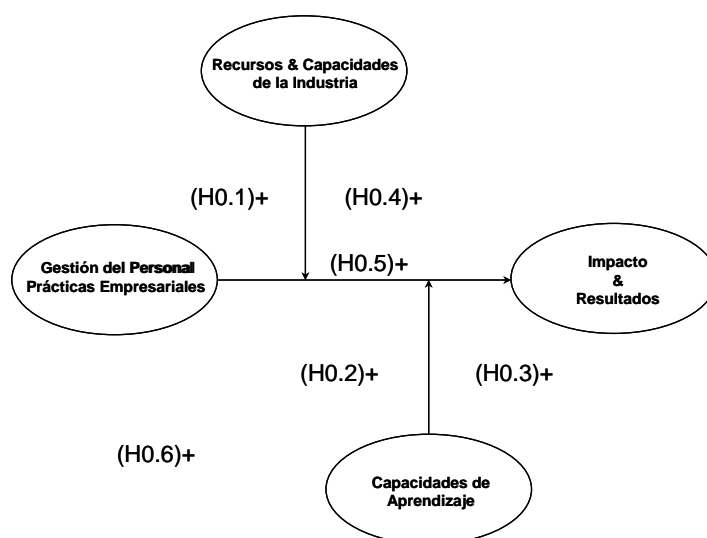 Recursos & Capacidades
de la Industria
(H0.1)+
(H0.4)+
(H0.5)+
Gestión del Personal
Prácticas Empresariales
Impacto
&
Resultados
(H0.2)+
(H0.3)+
(H0.6)+
Capacidades de
Aprendizaje